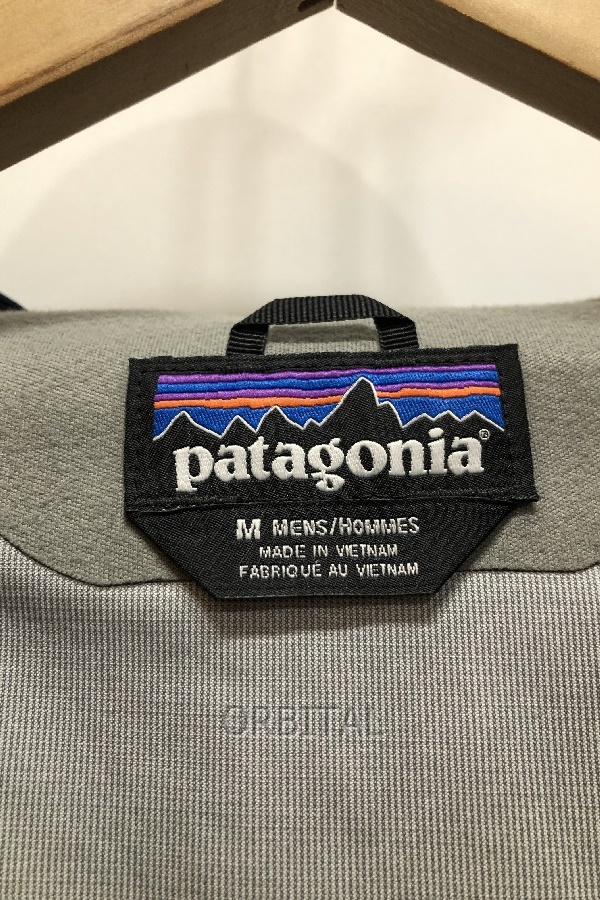 patagonia®
M MENS/HOMMES
MADE IN VIETNAM
FABRIQUÉ AU VIETNAM
ORBITAL